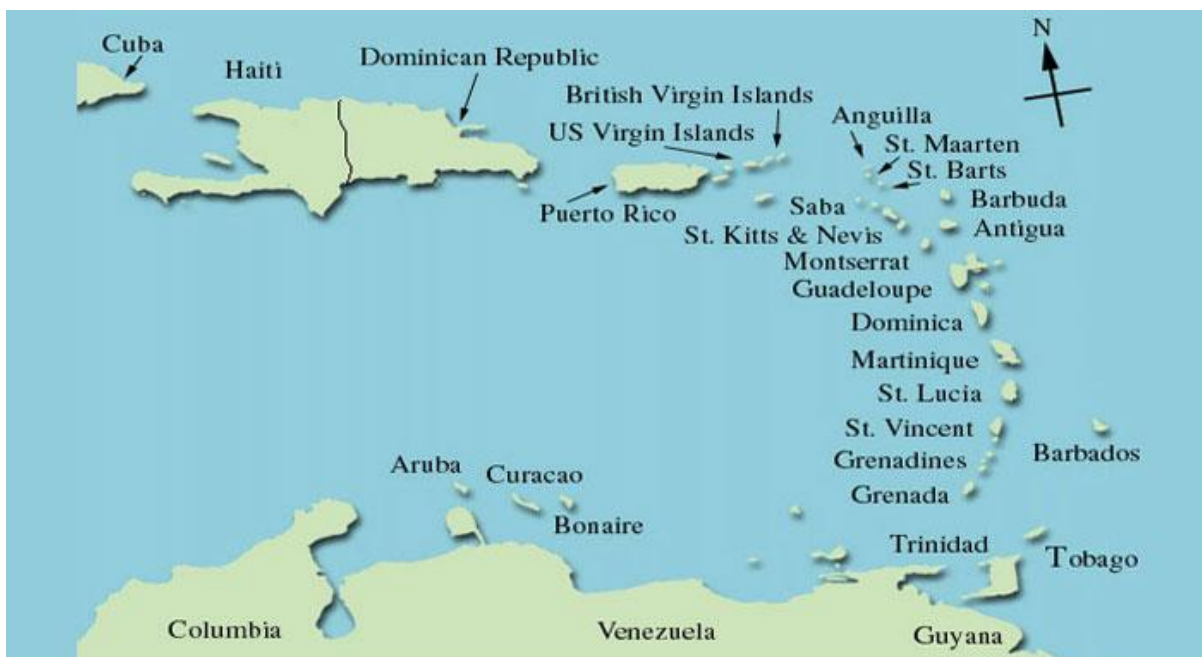 N
Cuba
Haiti
Dominican Republic
British Virgin Islands
US Virgin Islands
Anguilla
St. Maarten
St. Barts
Puerto Rico
Saba
Barbuda
St. Kitts & Nevis
Antigua
Montserrat
Guadeloupe
Dominica
Martinique
St. Lucia
St. Vincent
Barbados
Grenadines
Grenada
Aruba
Curacao
Bonaire
Trinidad
Tobago
Columbia
Venezuela
Guyana